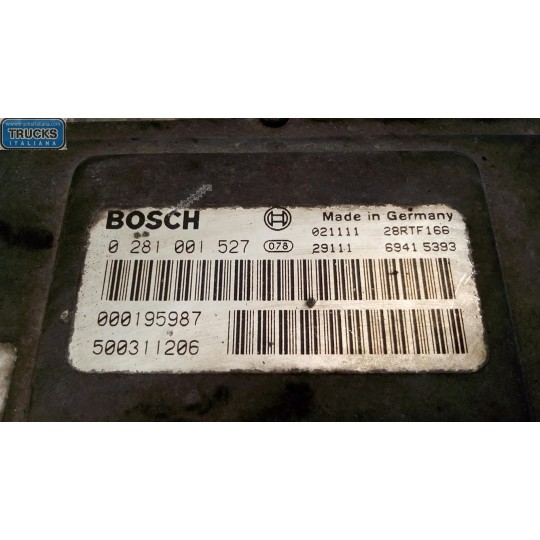 TRUCKS
ITALIANA
BOSCH
Made in Germany
021111 28RTF166
0 281 001 527 078 29111 6941 5393
000195987
500311206